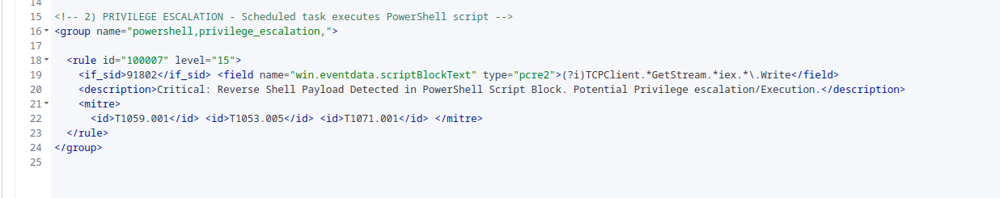 14
15 <!-- 2) PRIVILEGE ESCALATION - Scheduled task executes PowerShell script -->
16 <group name="powershell,privilege_escalation,">
17
18 <rule id="100007" level="15">
19 <if_sid>91802</if_sid> <field name="win.eventdata.scriptBlockText" type="pcre2">(?i)TCPClient.*GetStream.*iex.*\.Write</field>
20 <description>Critical: Reverse Shell Payload Detected in PowerShell Script Block. Potential Privilege escalation/Execution.</description>
21 <mitre>
22 <id>T1059.001</id> <id>T1053.005</id> <id>T1071.001</id> </mitre>
23 </rule>
24 </group>
25